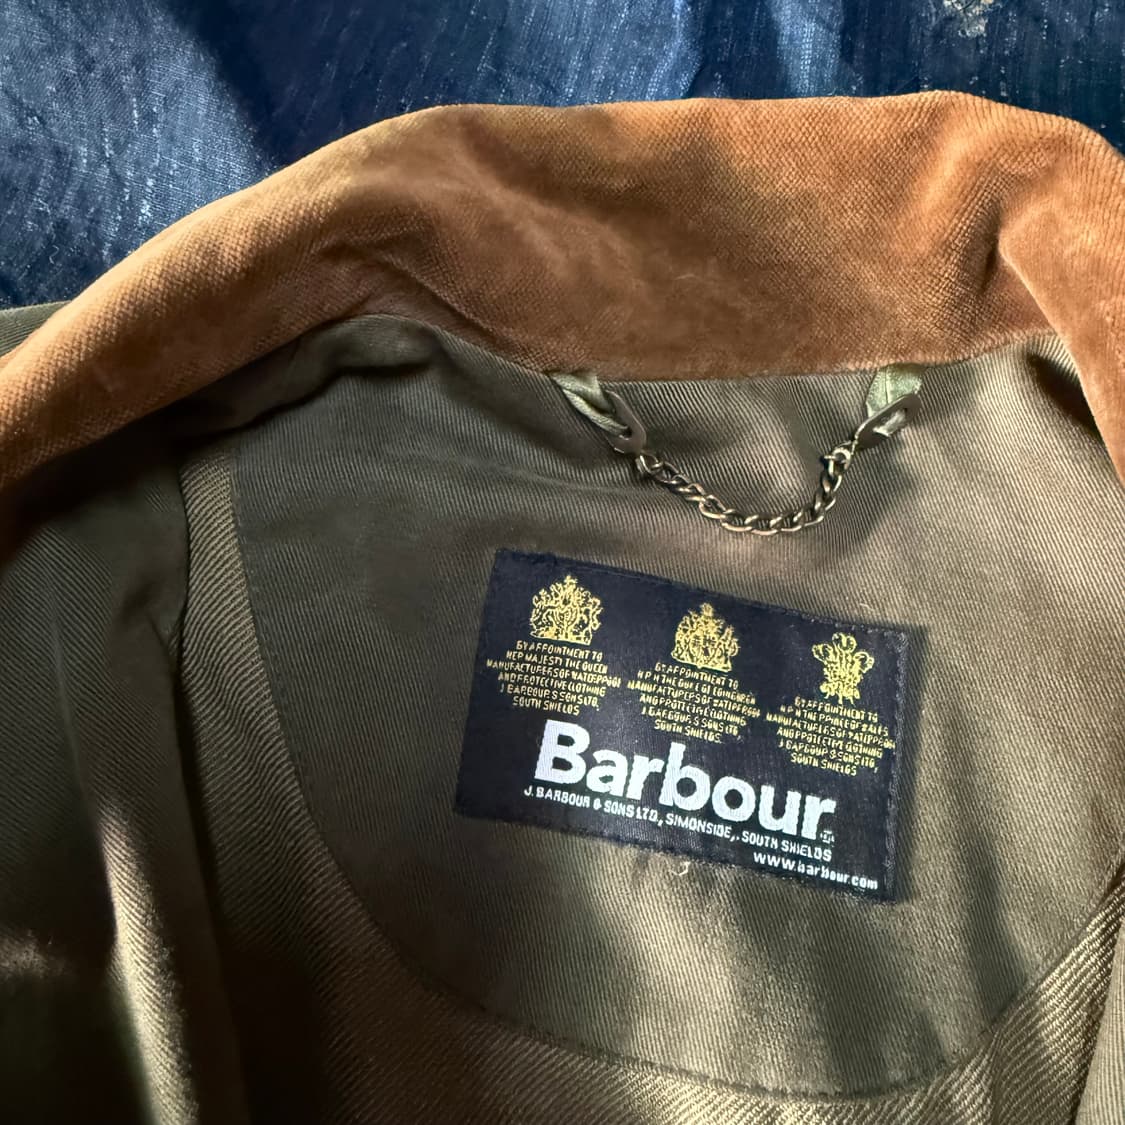 BY APPOINTMENT TO
HER MAJESTY THE QUEEN
MANUFACTURERS OF WATERPROOF
AND PROTECTIVE CLOTHING
J. BARBOUR & SONS LTD,
SOUTH SHIELDS
BY APPOINTMENT TO
H R H THE DUKE OF EDINBURGH
MANUFACTURERS OF WATERPROOF
AND PROTECTIVE CLOTHING
J. BARBOUR & SONS LTD,
SOUTH SHIELDS
BY APPOINTMENT TO
H R H THE PRINCE OF WALES
MANUFACTURERS OF WATERPROOF
AND PROTECTIVE CLOTHING
J. BARBOUR & SONS LTD,
SOUTH SHIELDS
Barbour
J. BARBOUR & SONS LTD, SIMONSIDE, SOUTH SHIELDS
www.barbour.com